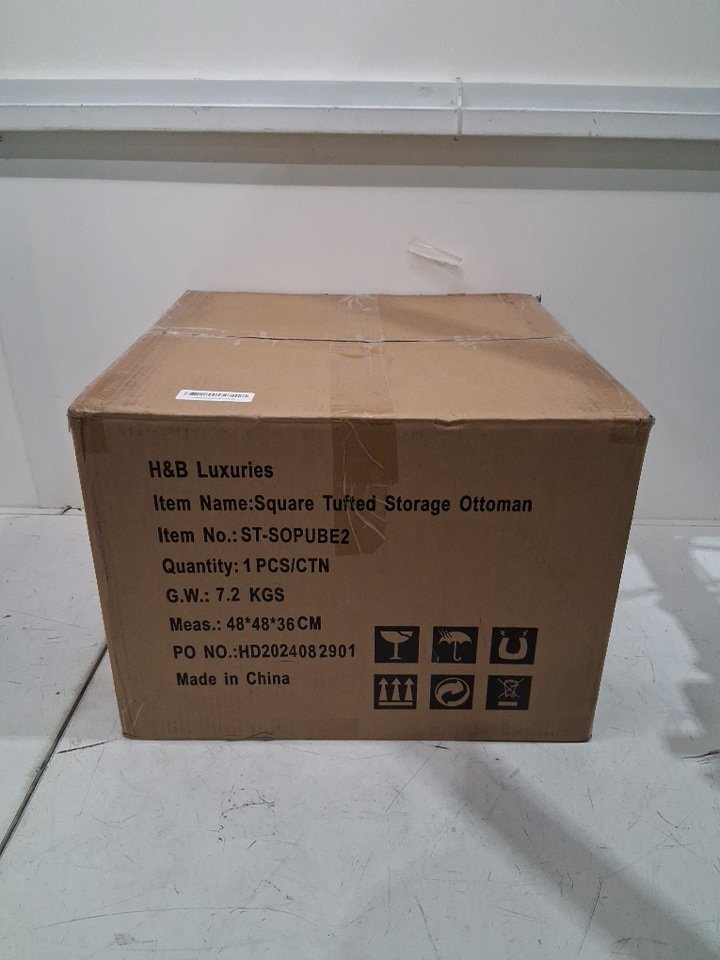 H&B Luxuries
Item Name:Square Tufted Storage Ottoman
Item No.: ST-SOPUBE2
Quantity: 1 PCS/CTN
G.W.: 7.2 KGS
Meas.: 48*48*36CM
PO NO.:HD2024082901
Made in China